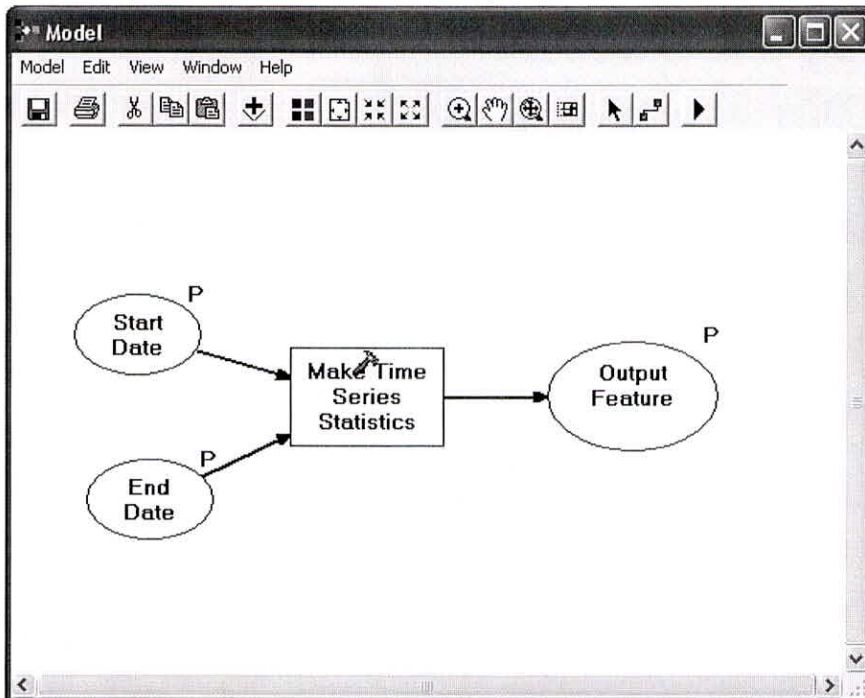 Model
Model Edit View Window Help
P
Start
Date
Make Time
Series
Statistics
P
Output
Feature
P
End
Date